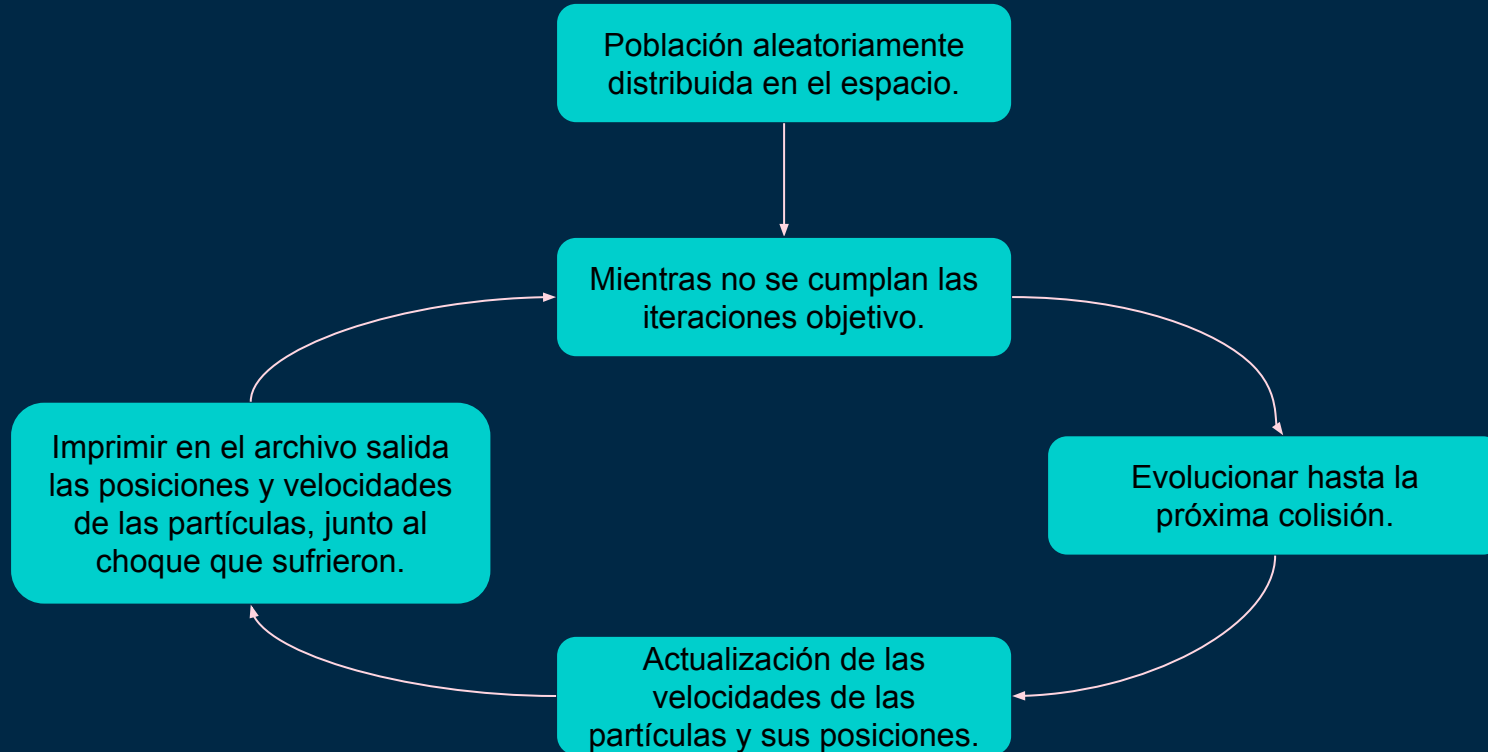 Población aleatoriamente
distribuida en el espacio.
Mientras no se cumplan las
iteraciones objetivo.
Evolucionar hasta la
próxima colisión.
Actualización de las
velocidades de las
partículas y sus posiciones.
Imprimir en el archivo salida
las posiciones y velocidades
de las partículas, junto al
choque que sufrieron.